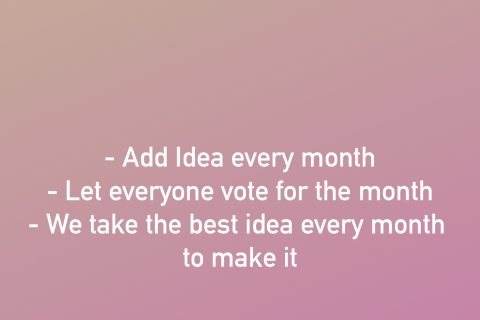 - Add Idea every month
- Let everyone vote for the month
- We take the best idea every month
to make it